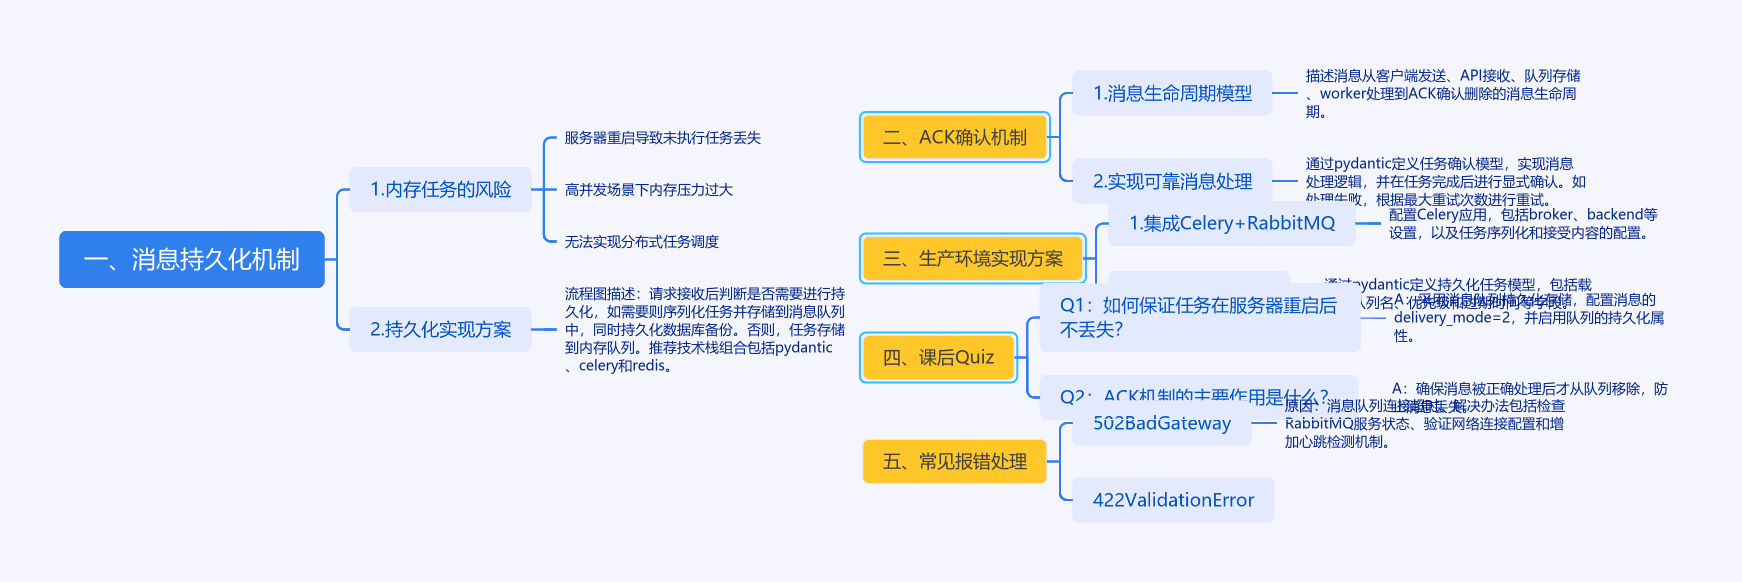 一、消息持久化机制
1.内存任务的风险
服务器重启导致未执行任务丢失
高并发场景下内存压力过大
无法实现分布式任务调度
2.持久化实现方案
流程图描述：请求接收后判断是否需要进行持
久化，如需要则序列化任务并存储到消息队列
中，同时持久化数据库备份。否则，任务存储
到内存队列。推荐技术栈组合包括pydantic
、celery和redis。
二、ACK确认机制
1.消息生命周期模型
描述消息从客户端发送、API接收、队列存储
、worker处理到ACK确认删除的消息生命周
期。
2.实现可靠消息处理
通过pydantic定义任务确认模型，实现消息
处理逻辑，并在任务完成后进行显式确认。如
处理失败，根据最大重试次数进行重试。
三、生产环境实现方案
1.集成Celery+RabbitMQ
配置Celery应用，包括broker、backend等
设置，以及任务序列化和接受内容的配置。
通过pydantic定义持久化任务模型，包括载
四、课后Quiz
Q1：如何保证任务在服务器重启后
不丢失？
A：采用消息队列持久化存储，配置消息的
delivery_mode=2，并启用队列的持久化属
性。
Q2：ACK机制的主要作用是什么？
A：确保消息被正确处理后才从队列移除，防
五、常见报错处理
502BadGateway
原因：消息队列连接超时。解决办法包括检查
RabbitMQ服务状态、验证网络连接配置和增
加心跳检测机制。
422ValidationError